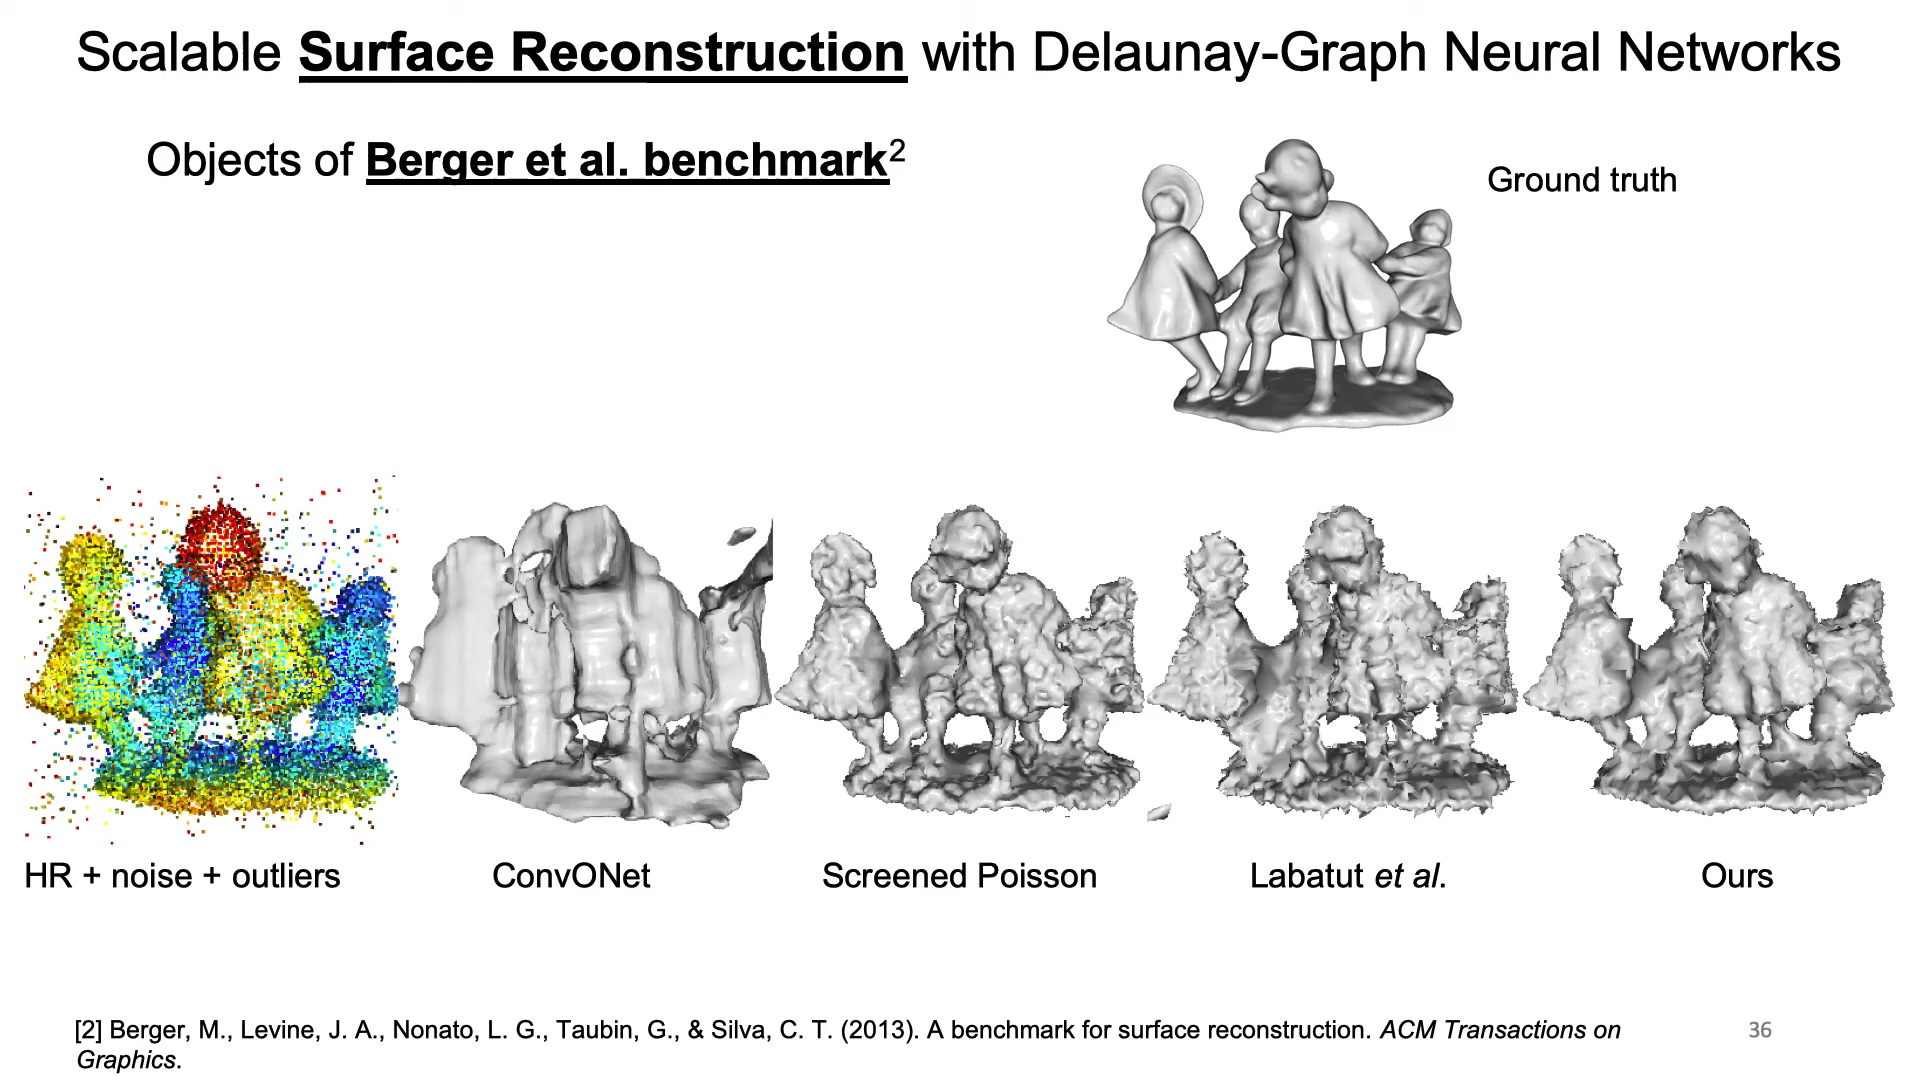 Scalable Surface Reconstruction with Delaunay-Graph Neural Networks
Objects of Berger et al. benchmark2
Ground truth
HR + noise + outliers
ConvONet
Screened Poisson
Labatut et al.
Ours
[2] Berger, M., Levine, J. A., Nonato, L. G., Taubin, G., & Silva, C. T. (2013). A benchmark for surface reconstruction. ACM Transactions on
Graphics.
36